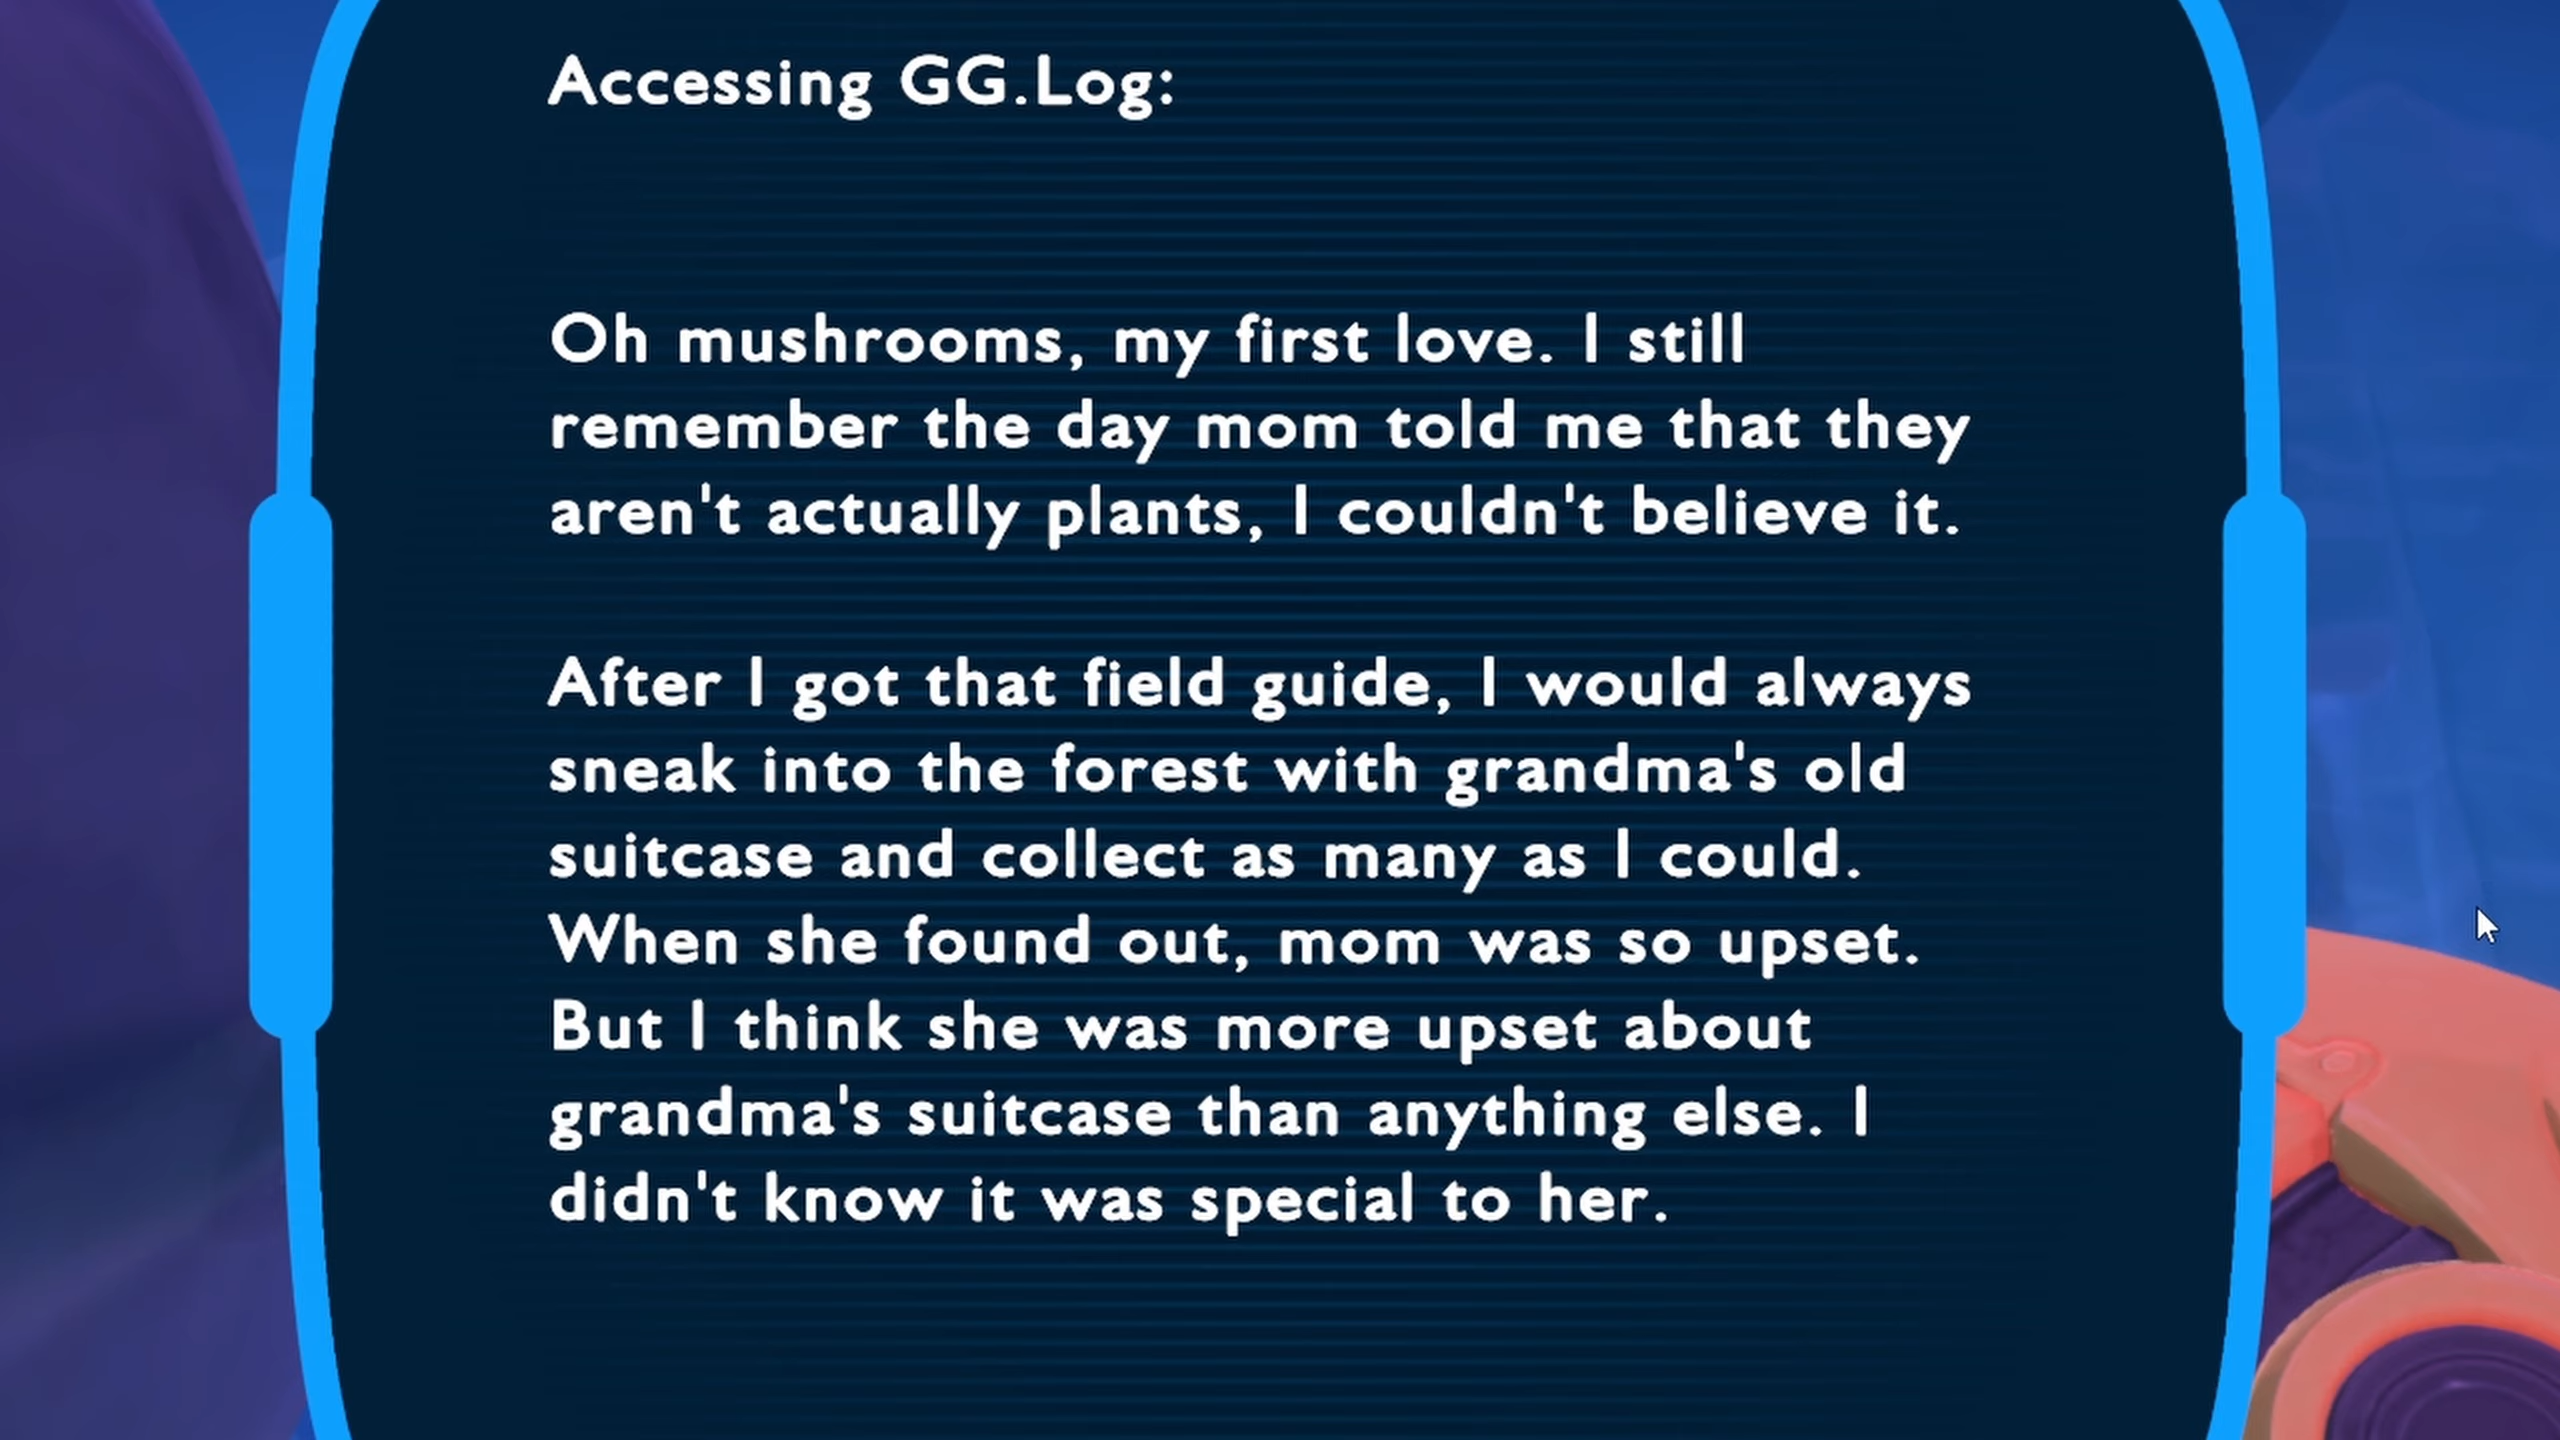 Accessing GG.Log:
Oh mushrooms, my first love. I still
remember the day mom told me that they
aren't actually plants, I couldn't believe it.
After I got that field guide, I would always
sneak into the forest with grandma's old
suitcase and collect as many as I could.
When she found out, mom was so upset.
But I think she was more upset about
grandma's suitcase than anything else. I
didn't know it was special to her.